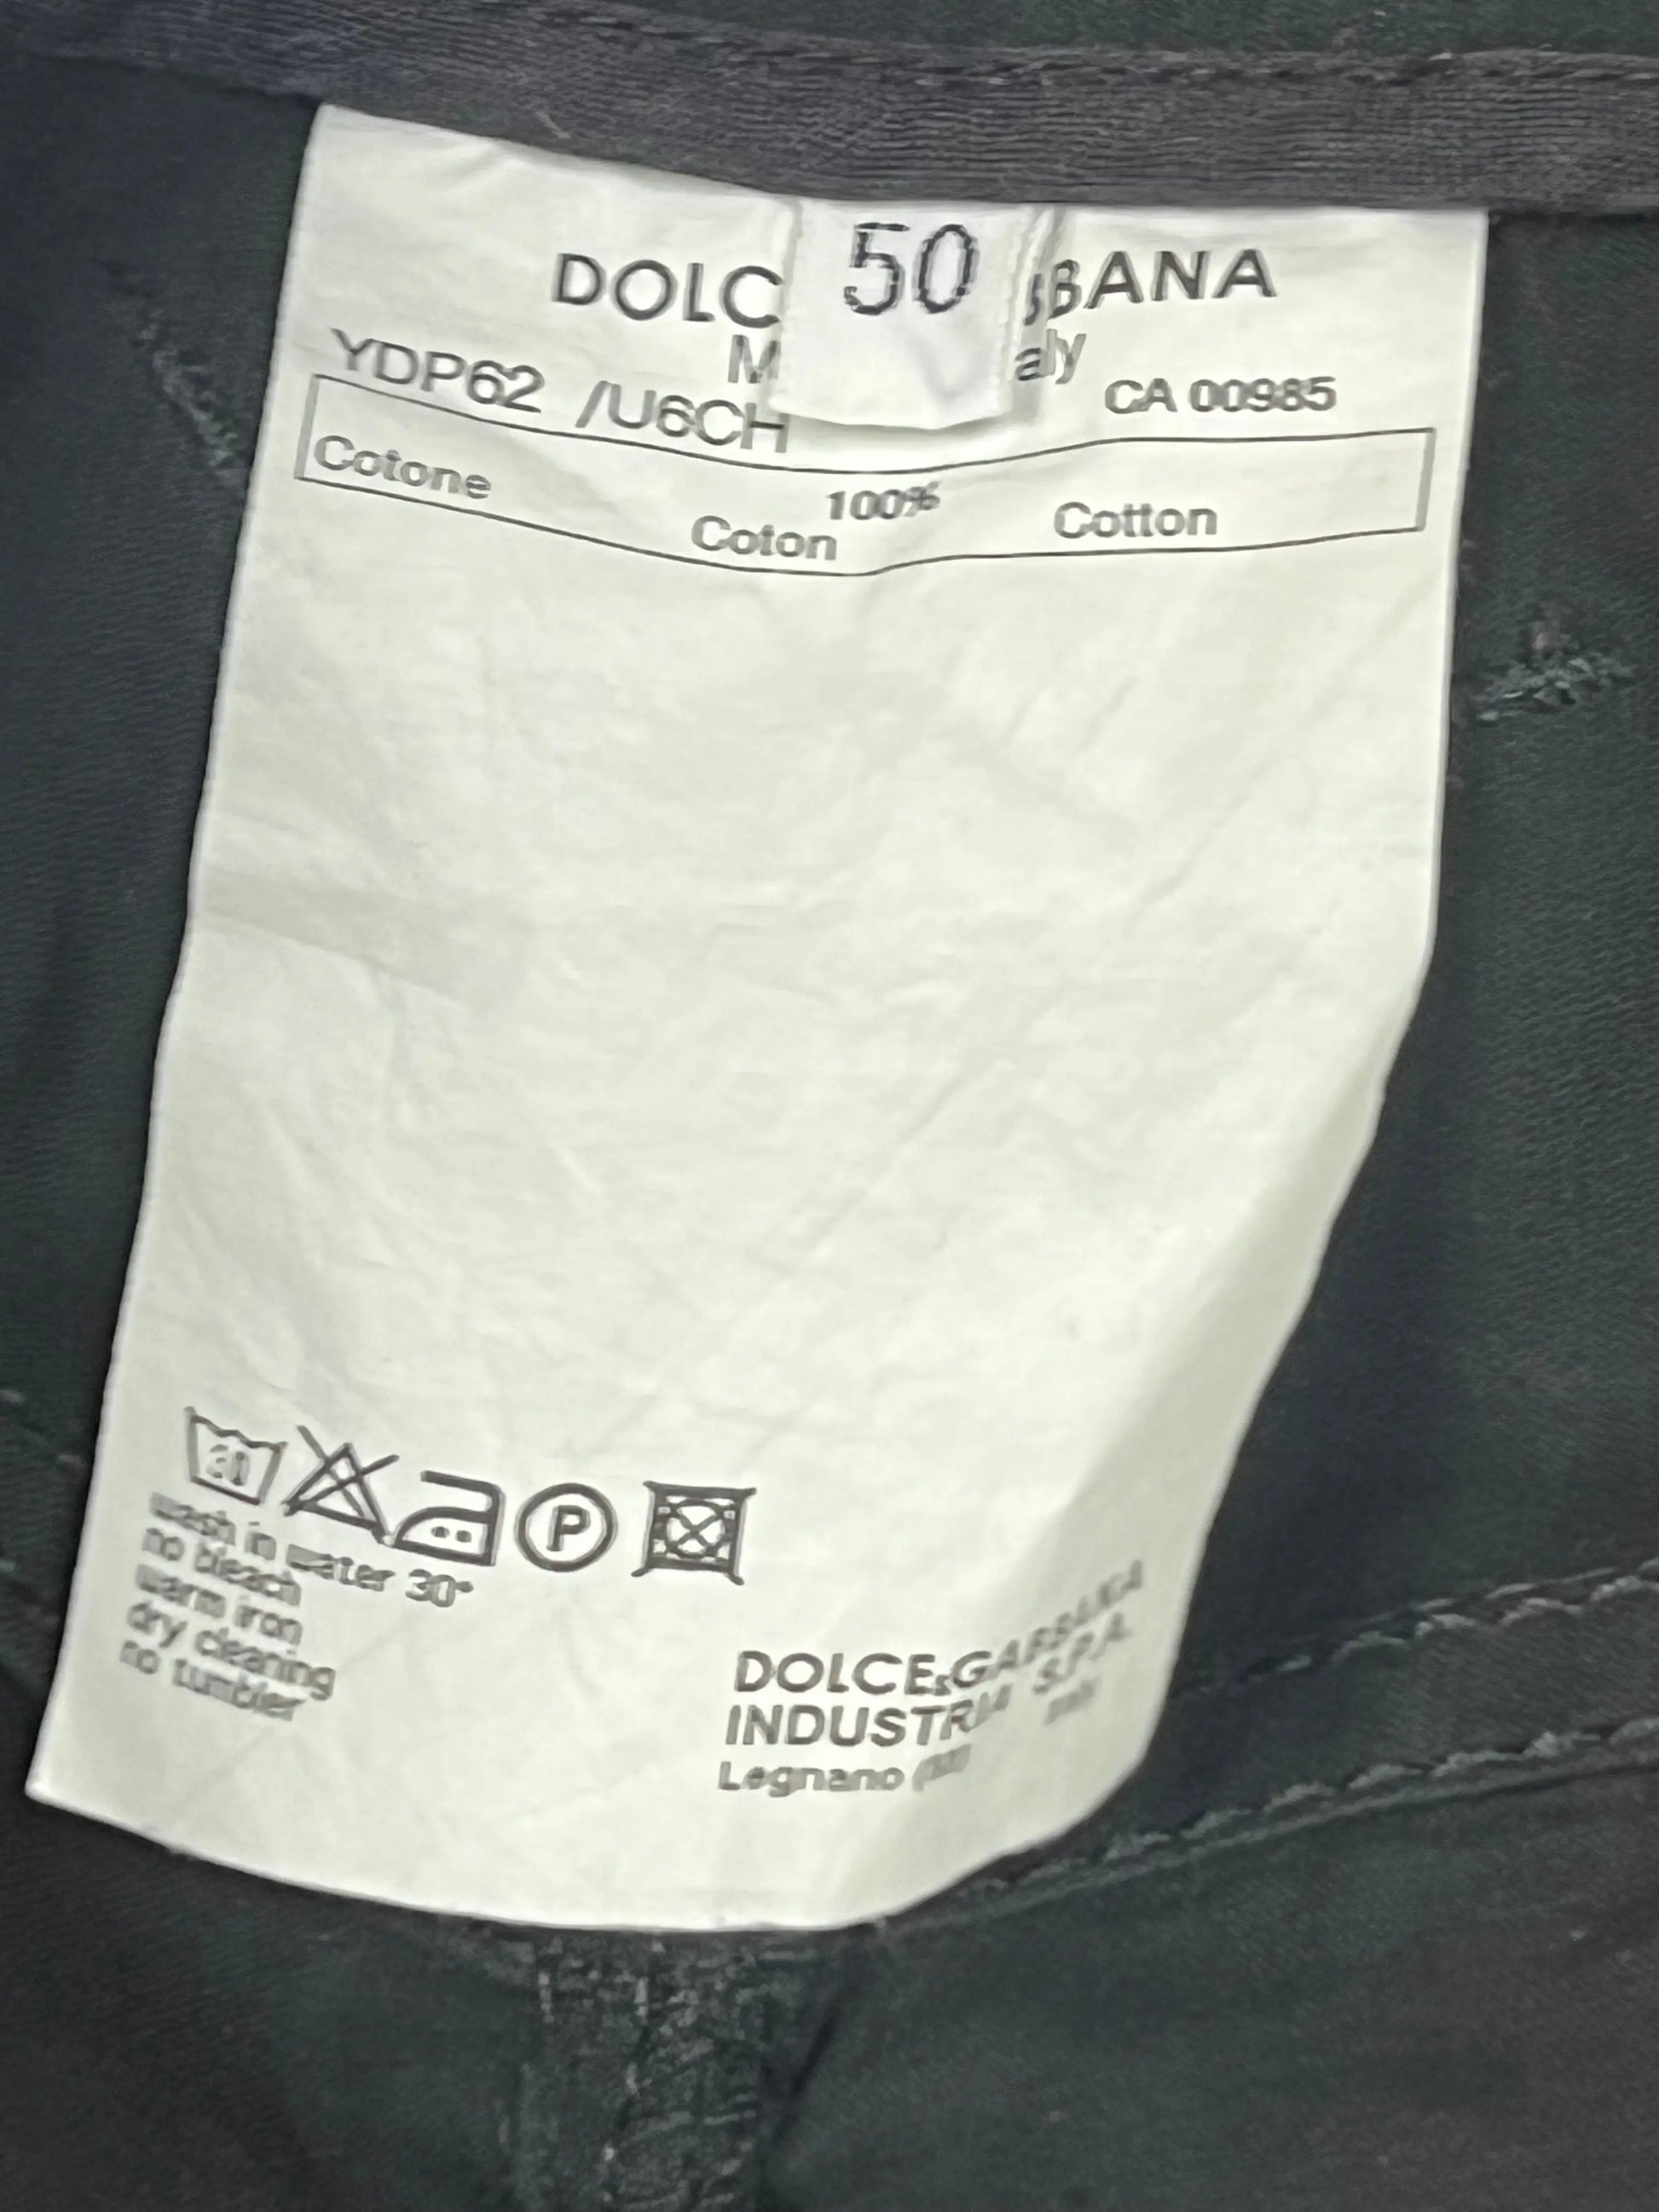 50
DOLC BANA
M aly
YDP62 /U6CH CA 00985
Cotone 100%
Coton Cotton
30 P
wash in water 30°
no bleach
warm iron
dry cleaning
no tumbler
DOLCE&GABBANA
INDUSTRIA S.P.A.
Legnano Italy